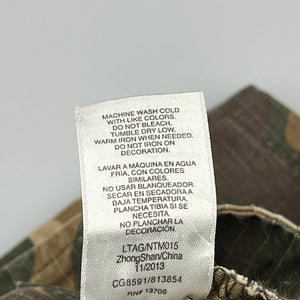 MACHINE WASH COLD
WITH LIKE COLORS.
DO NOT BLEACH.
TUMBLE DRY LOW.
WARM IRON WHEN NEEDED.
DO NOT IRON ON
DECORATION.
LAVAR A MÁQUINA EN AGUA
FRÍA, CON COLORES
SIMILARES.
NO USAR BLANQUEADOR.
SECAR EN SECADORA A
BAJA TEMPERATURA.
PLANCHA TIBIA SI SE
NECESITA.
NO PLANCHAR LA
DECORACIÓN.
LTAG/NTM015
ZhongShan/China
11/2013
CG8591/813854
RN# 13706